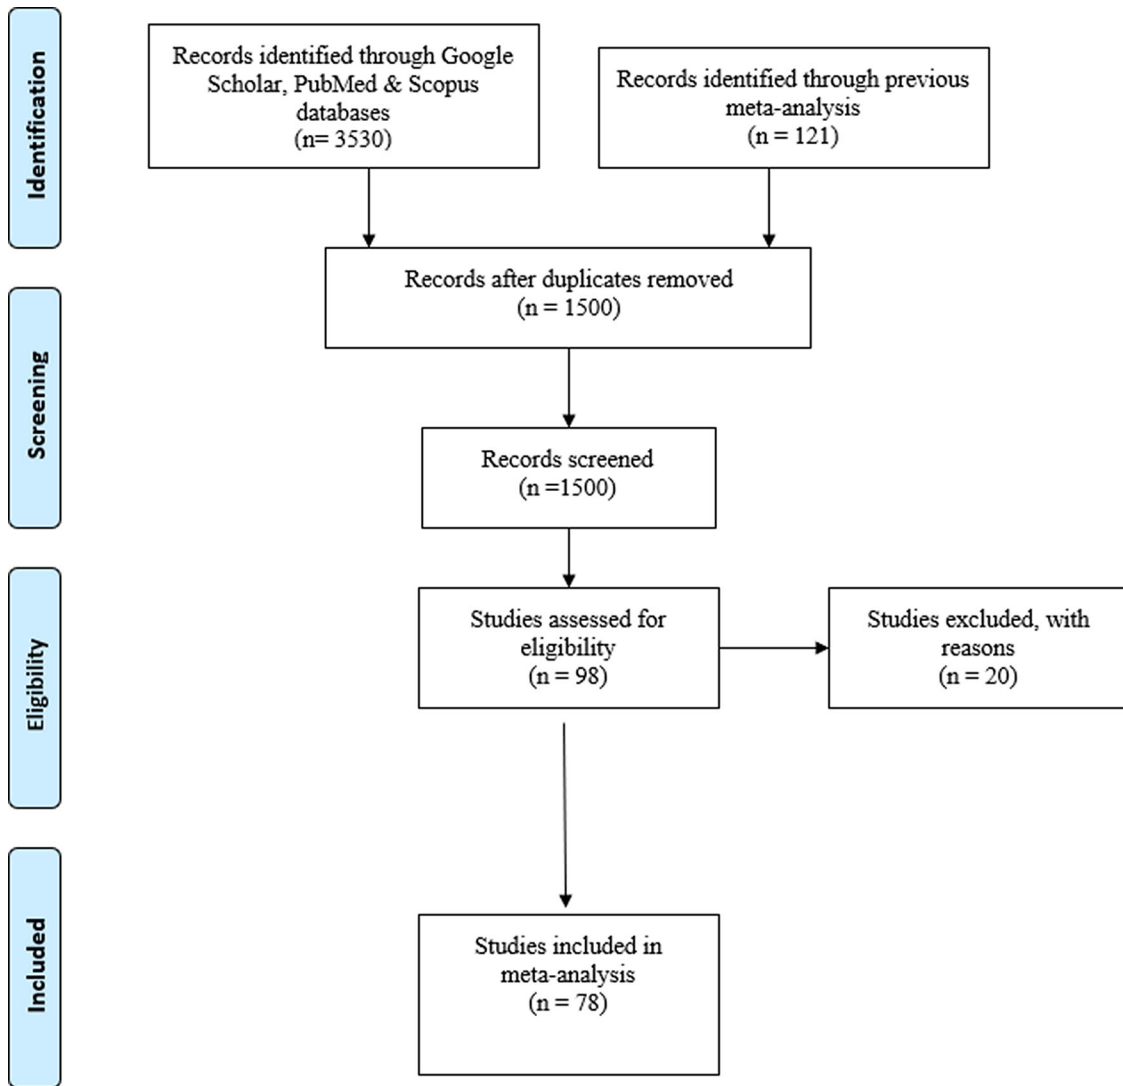 Identification
Records identified through Google
Scholar, PubMed & Scopus
databases
(n= 3530)
Records identified through previous
meta-analysis
(n = 121)
Records after duplicates removed
(n = 1500)
Screening
Records screened
(n =1500)
Eligibility
Studies assessed for
eligibility
(n = 98)
Studies excluded, with
reasons
(n = 20)
Included
Studies included in
meta-analysis
(n = 78)